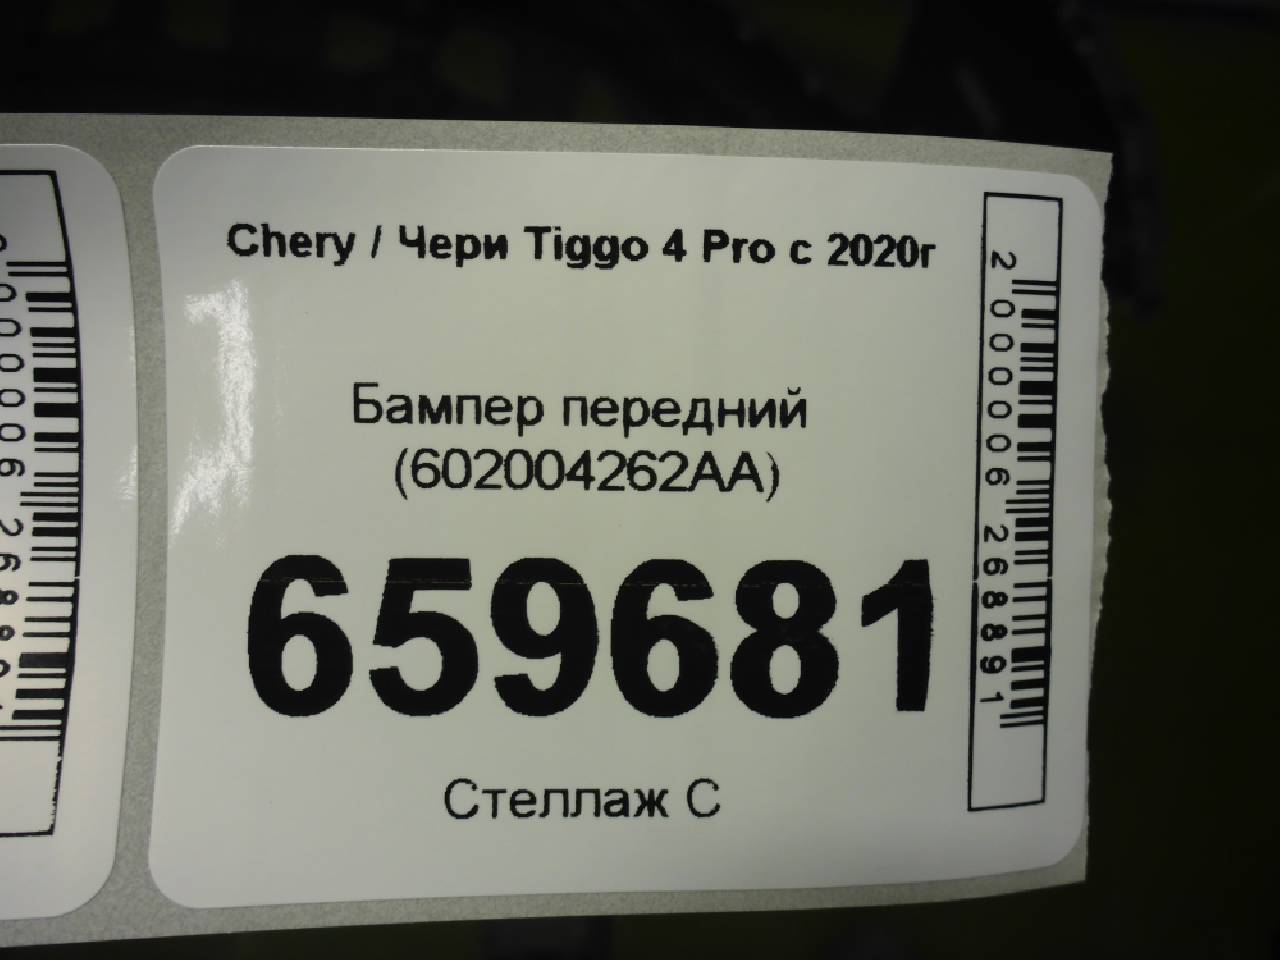 Chery / Чери Tiggo 4 Pro с 2020г
Бампер передний
(602004262AA)
659681
Стеллаж С
2000006268891